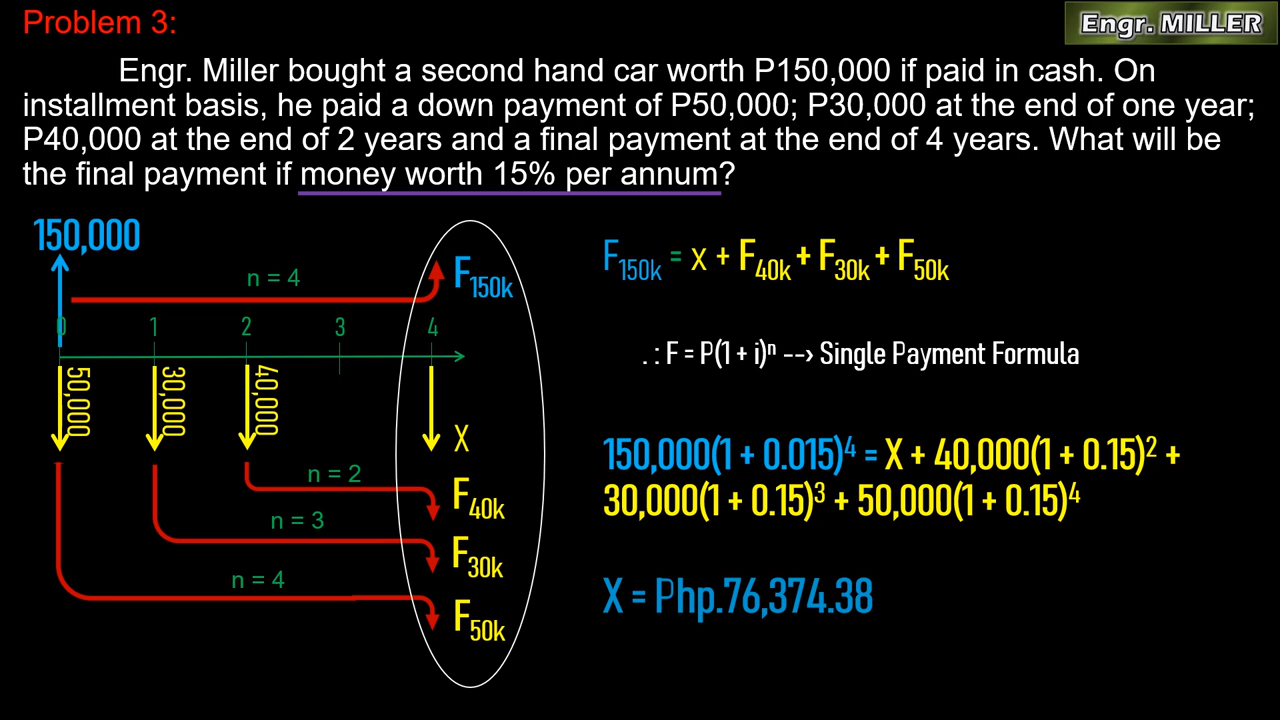 Problem 3:
Engr. MILLER
Engr. Miller bought a second hand car worth P150,000 if paid in cash. On
installment basis, he paid a down payment of P50,000; P30,000 at the end of one year;
P40,000 at the end of 2 years and a final payment at the end of 4 years. What will be
the final payment if money worth 15% per annum?
150,000
n = 4
F150k
0 1 2 3 4
50,000
30,000
40,000
X
n = 2
F40k
n = 3
F30k
n = 4
F50k
F150k = x + F40k + F30k + F50k
. : F = P(1 + i)ⁿ --> Single Payment Formula
150,000(1 + 0.015)⁴ = X + 40,000(1 + 0.15)² +
30,000(1 + 0.15)³ + 50,000(1 + 0.15)⁴
X = Php.76,374.38